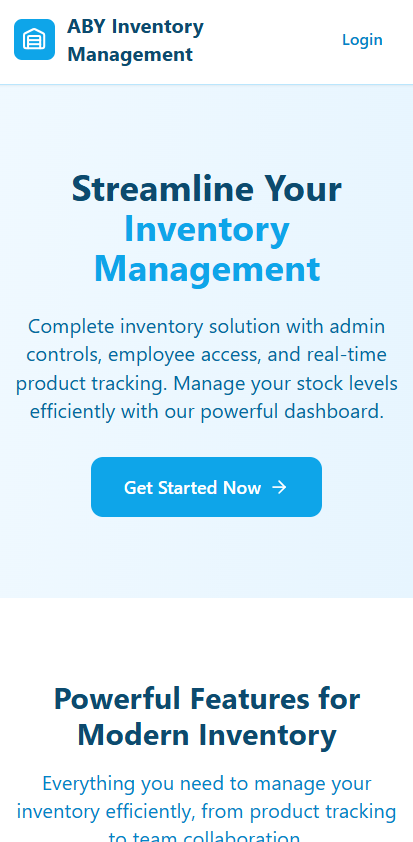 ABY Inventory
Management
Login
Streamline Your
Inventory
Management
Complete inventory solution with admin
controls, employee access, and real-time
product tracking. Manage your stock levels
efficiently with our powerful dashboard.
Get Started Now →
Powerful Features for
Modern Inventory
Everything you need to manage your
inventory efficiently, from product tracking
to team collaboration